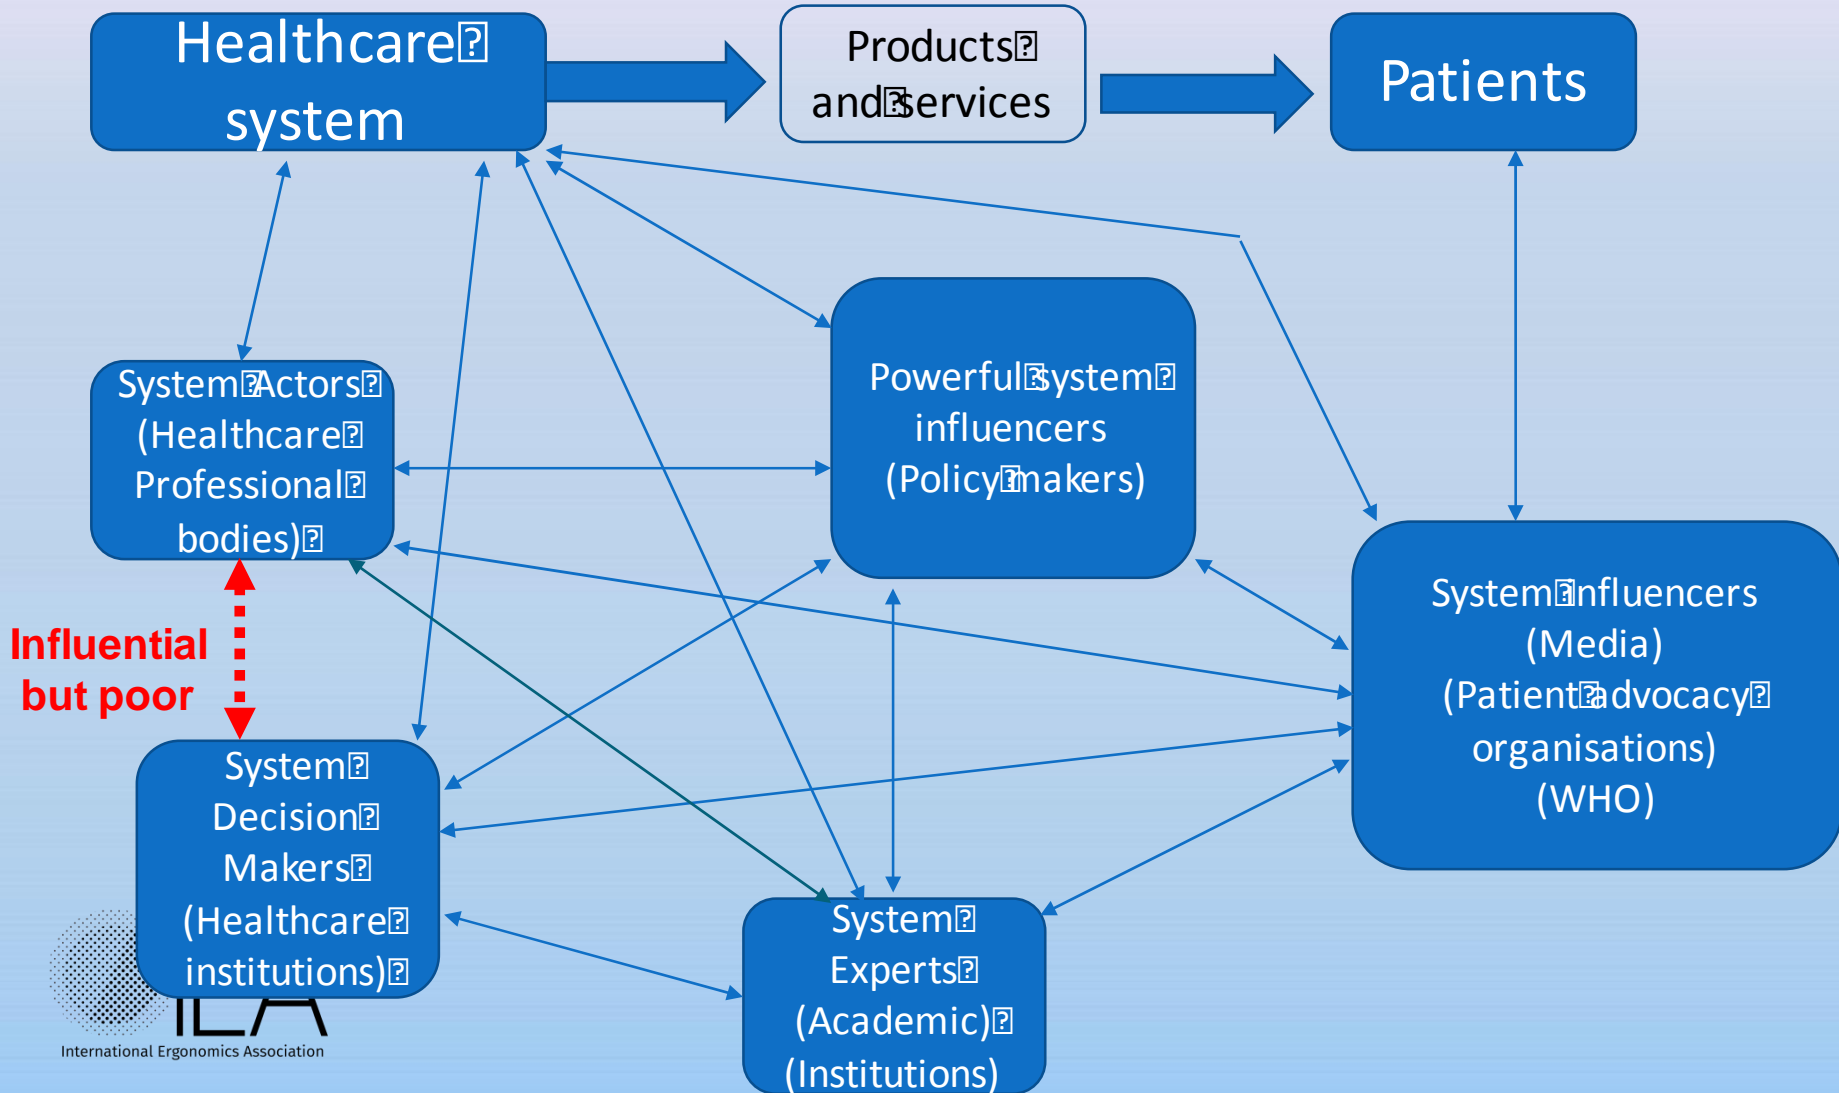 Healthcare
system
Products
and services
Patients
System Actors
(Healthcare
Professional
bodies)
Powerful system
influencers
(Policy makers)
System influencers
(Media)
(Patient advocacy
organisations)
(WHO)
Influential
but poor
System
Decision
Makers
(Healthcare
institutions)
System
Experts
(Academic)
(Institutions)
International Ergonomics Association